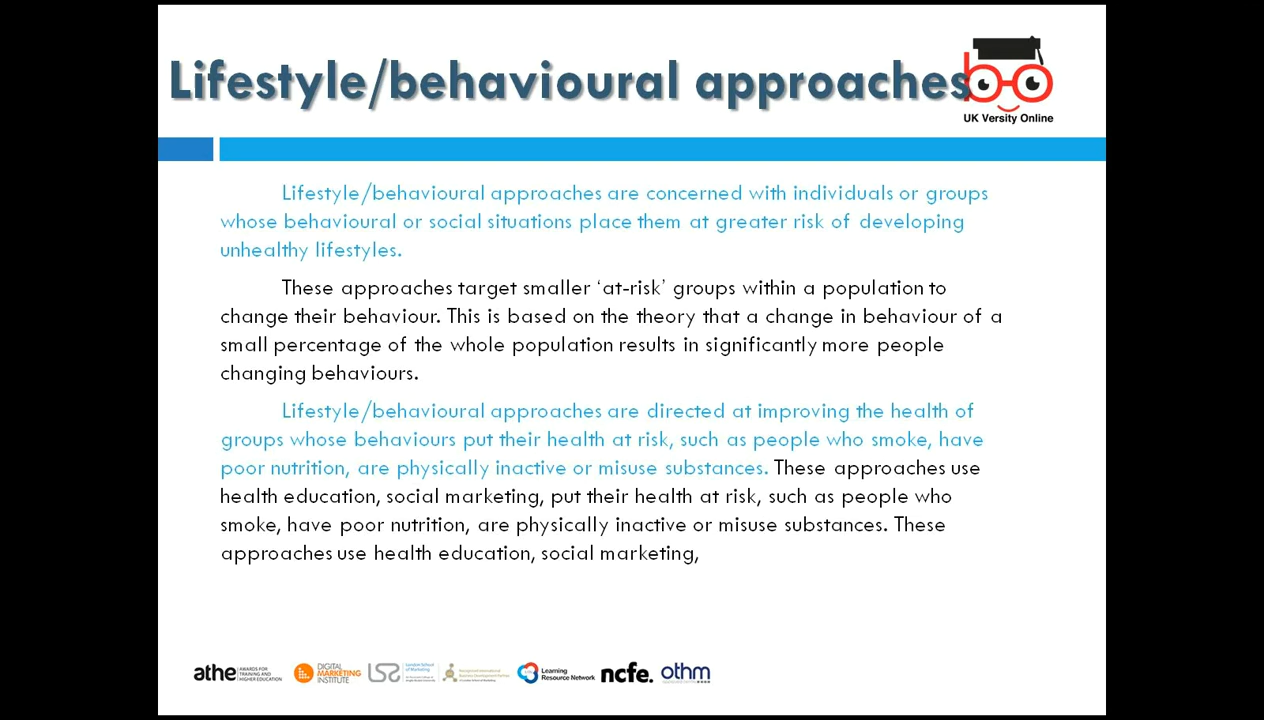 Lifestyle/behavioural approaches
UK Versity Online
Lifestyle/behavioural approaches are concerned with individuals or groups
whose behavioural or social situations place them at greater risk of developing
unhealthy lifestyles.
These approaches target smaller ‘at-risk’ groups within a population to
change their behaviour. This is based on the theory that a change in behaviour of a
small percentage of the whole population results in significantly more people
changing behaviours.
Lifestyle/behavioural approaches are directed at improving the health of
groups whose behaviours put their health at risk, such as people who smoke, have
poor nutrition, are physically inactive or misuse substances. These approaches use
health education, social marketing, put their health at risk, such as people who
smoke, have poor nutrition, are physically inactive or misuse substances. These
approaches use health education, social marketing,
athe
AWARDS FOR
TRAINING AND
HIGHER EDUCATION
DIGITAL
MARKETING
INSTITUTE
London School
of Marketing
Learning
Resource Network
ncfe.
othm